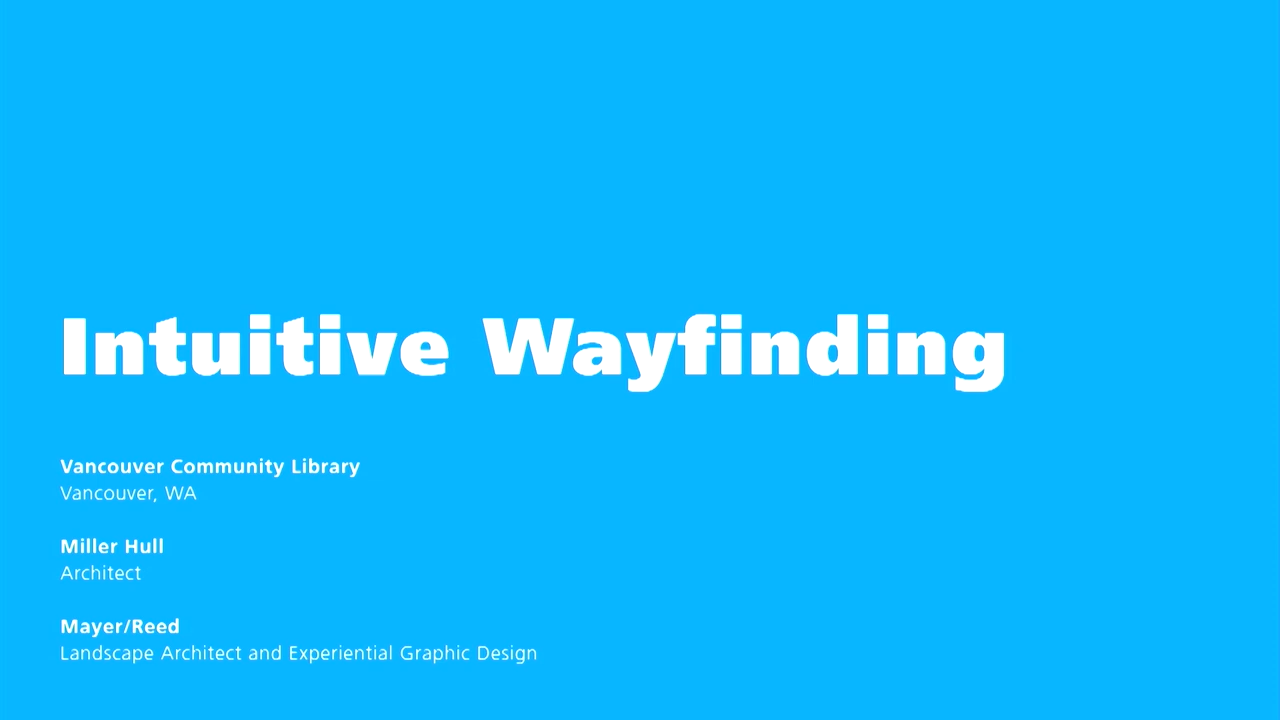 Intuitive Wayfinding
Vancouver Community Library
Vancouver, WA
Miller Hull
Architect
Mayer/Reed
Landscape Architect and Experiential Graphic Design